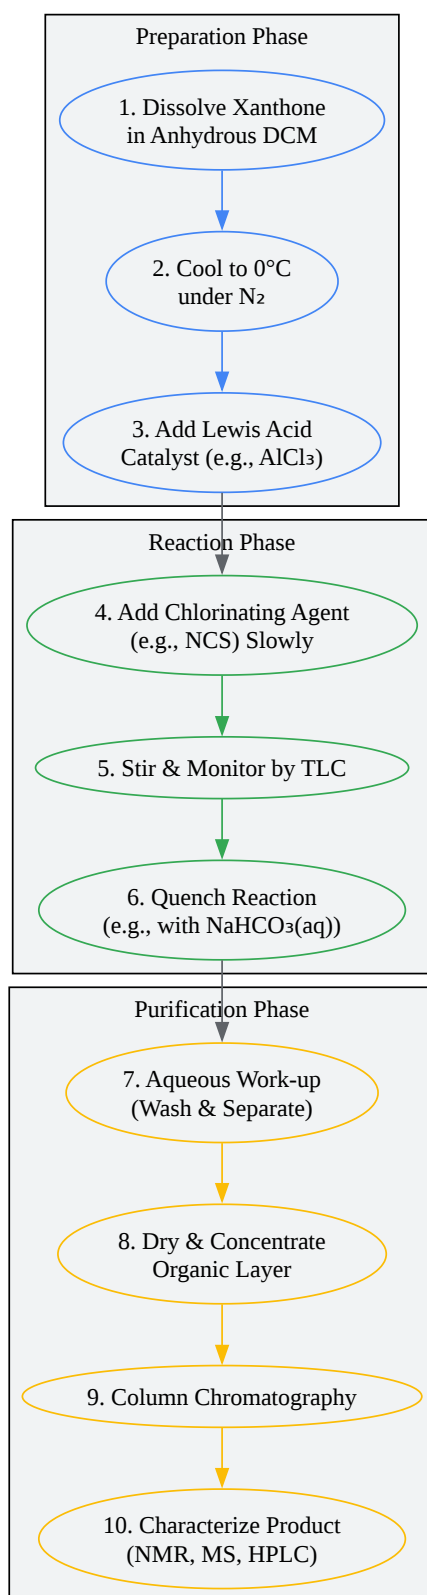 Preparation Phase
1. Dissolve Xanthone
in Anhydrous DCM
2. Cool to 0°C
under N₂
3. Add Lewis Acid
Catalyst (e.g., AlCl₃)
Reaction Phase
4. Add Chlorinating Agent
(e.g., NCS) Slowly
5. Stir & Monitor by TLC
6. Quench Reaction
(e.g., with NaHCO₃(aq))
Purification Phase
7. Aqueous Work-up
(Wash & Separate)
8. Dry & Concentrate
Organic Layer
9. Column Chromatography
10. Characterize Product
(NMR, MS, HPLC)